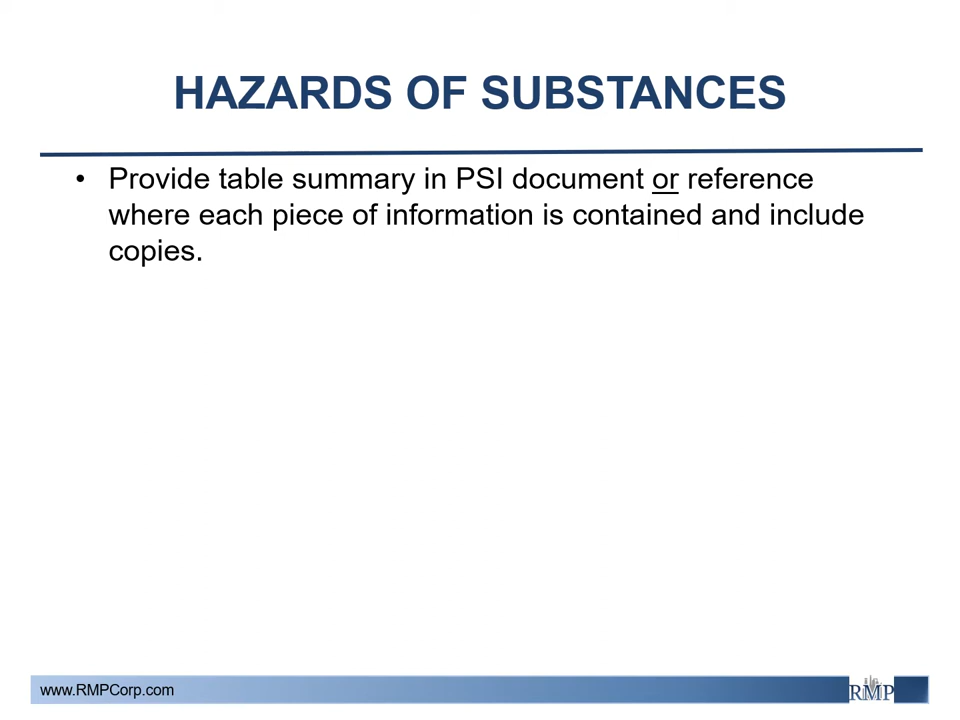 HAZARDS OF SUBSTANCES
• Provide table summary in PSI document or reference
where each piece of information is contained and include
copies.
www.RMPCorp.com
RMP